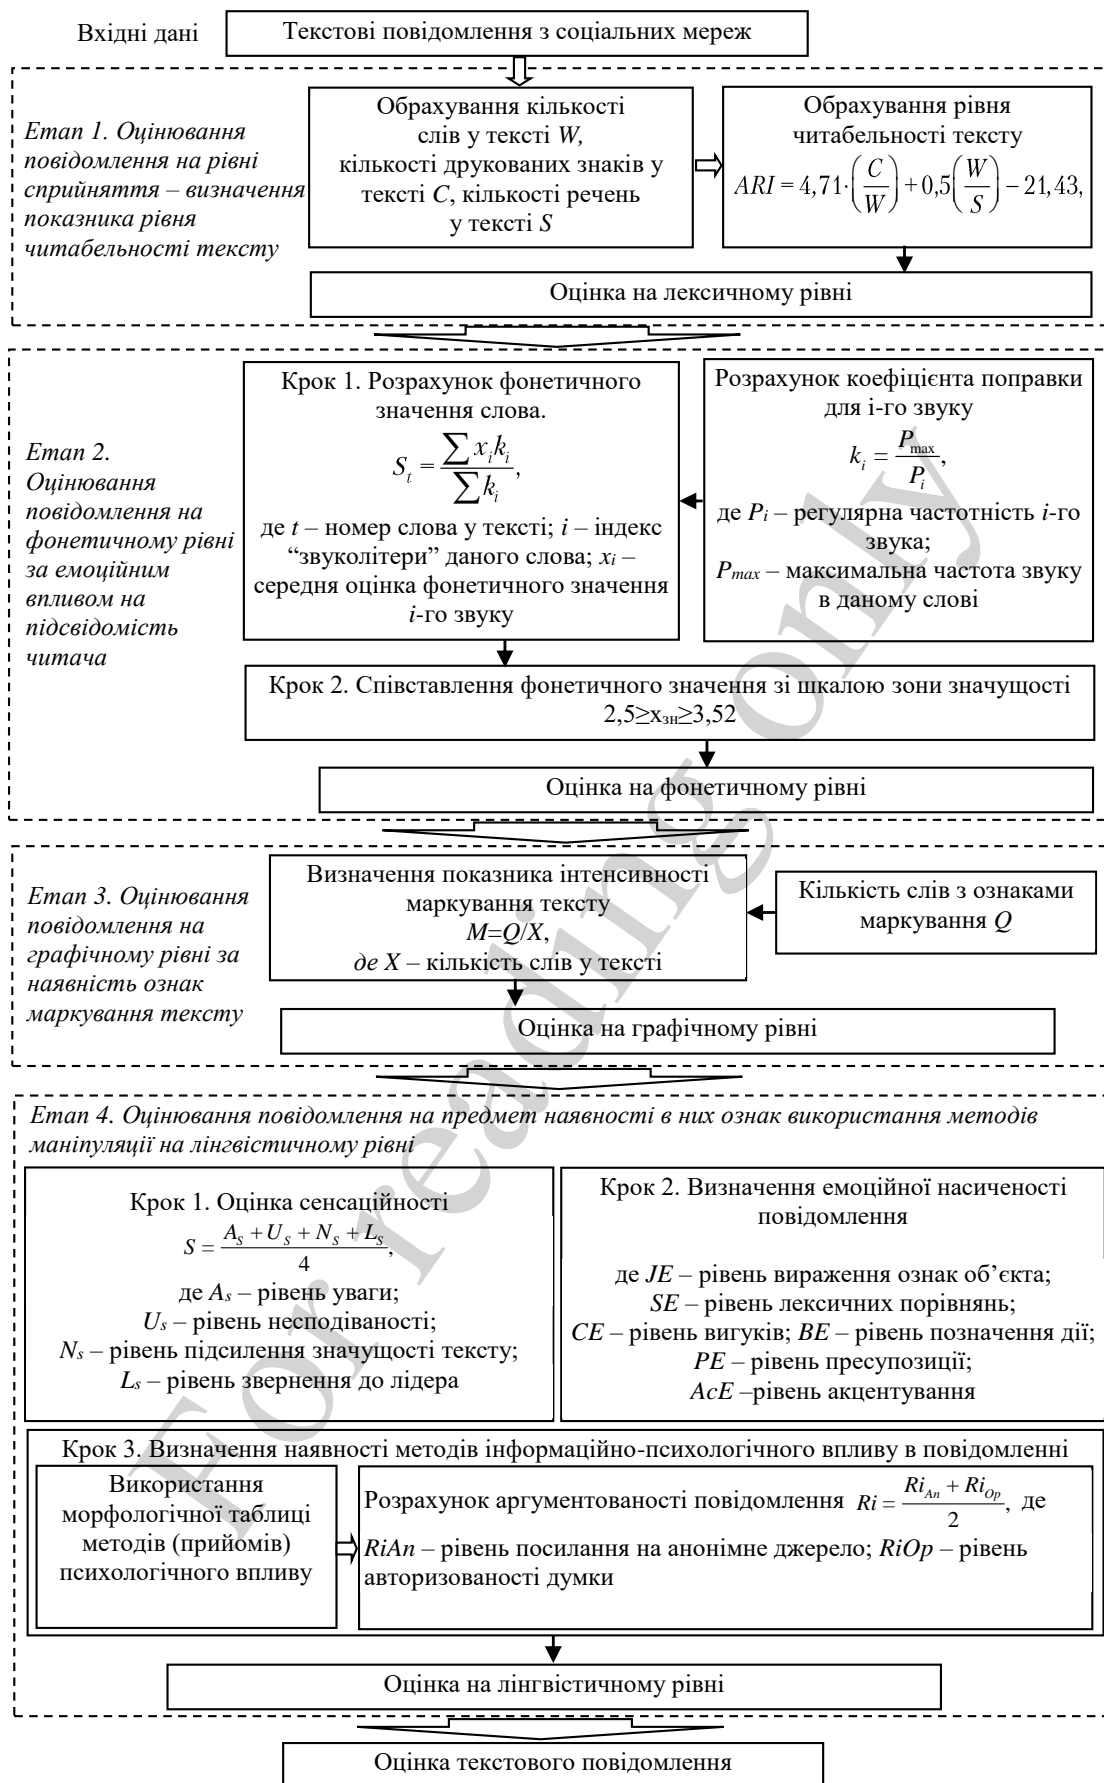 Вхідні дані
Текстові повідомлення з соціальних мереж
Етап 1. Оцінювання
повідомлення на рівні
сприйняття – визначення
показника рівня
читабельності тексту
Обрахування кількості
слів у тексті W,
кількості друкованих знаків у
тексті C, кількості речень
у тексті S
Обрахування рівня
читабельності тексту
ARI = 4,71·(C/W) + 0,5(W/S) − 21,43,
Оцінка на лексичному рівні
Етап 2.
Оцінювання
повідомлення на
фонетичному рівні
за емоційним
впливом на
підсвідомість
читача
Крок 1. Розрахунок фонетичного
значення слова.
S_t = ∑ x_i k_i / ∑ k_i,
де t – номер слова у тексті; i – індекс
“звуколітери” даного слова; x_i –
середня оцінка фонетичного значення
i-го звуку
Розрахунок коефіцієнта поправки
для і-го звуку
k_i = P_max / P_i,
де P_i – регулярна частотність i-го
звука;
P_max – максимальна частота звуку
в даному слові
Крок 2. Співставлення фонетичного значення зі шкалою зони значущості
2,5≥x_зн≥3,52
Оцінка на фонетичному рівні
Етап 3. Оцінювання
повідомлення на
графічному рівні за
наявність ознак
маркування тексту
Визначення показника інтенсивності
маркування тексту
M=Q/X,
де X – кількість слів у тексті
Кількість слів з ознаками
маркування Q
Оцінка на графічному рівні
Етап 4. Оцінювання повідомлення на предмет наявності в них ознак використання методів
маніпуляції на лінгвістичному рівні
Крок 1. Оцінка сенсаційності
S = (A_S + U_S + N_S + L_S) / 4,
де A_s – рівень уваги;
U_s – рівень несподіваності;
N_s – рівень підсилення значущості тексту;
L_s – рівень звернення до лідера
Крок 2. Визначення емоційної насиченості
повідомлення
де JE – рівень вираження ознак об’єкта;
SE – рівень лексичних порівнянь;
CE – рівень вигуків; BE – рівень позначення дії;
PE – рівень пресупозиції;
AcE –рівень акцентування
Крок 3. Визначення наявності методів інформаційно-психологічного впливу в повідомленні
Використання
морфологічної таблиці
методів (прийомів)
психологічного впливу
Розрахунок аргументованості повідомлення Ri = (Ri_An + Ri_Op) / 2, де
RiAn – рівень посилання на анонімне джерело; RiOp – рівень
авторизованості думки
Оцінка на лінгвістичному рівні
Оцінка текстового повідомлення
For reading only